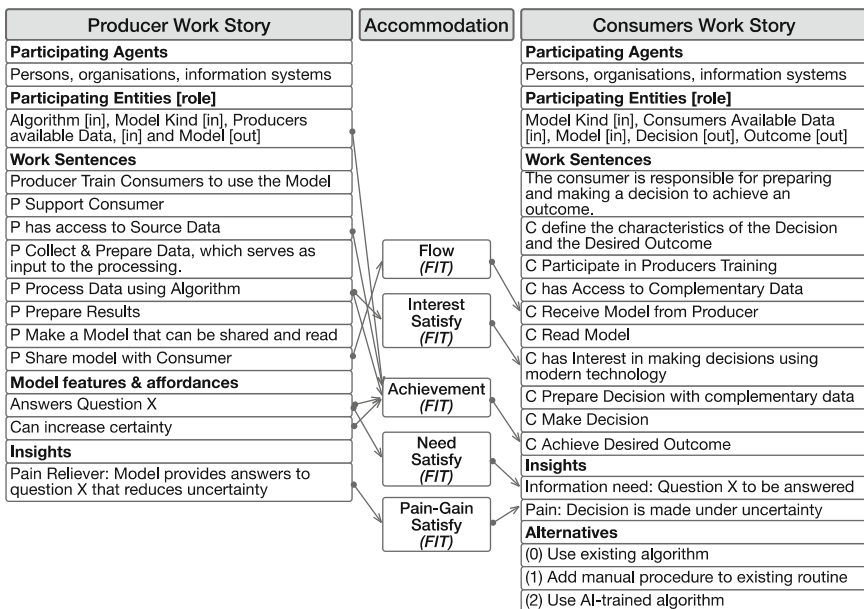 Producer Work Story
Participating Agents
Persons, organisations, information systems
Participating Entities [role]
Algorithm [in], Model Kind [in], Producers
available Data, [in] and Model [out]
Work Sentences
Producer Train Consumers to use the Model
P Support Consumer
P has access to Source Data
P Collect & Prepare Data, which serves as
input to the processing.
P Process Data using Algorithm
P Prepare Results
P Make a Model that can be shared and read
P Share model with Consumer
Model features & affordances
Answers Question X
Can increase certainty
Insights
Pain Reliever: Model provides answers to
question X that reduces uncertainty
Accommodation
Flow
(FIT)
Interest
Satisfy
(FIT)
Achievement
(FIT)
Need
Satisfy
(FIT)
Pain-Gain
Satisfy
(FIT)
Consumers Work Story
Participating Agents
Persons, organisations, information systems
Participating Entities [role]
Model Kind [in], Consumers Available Data
[in], Model [in], Decision [out], Outcome [out]
Work Sentences
The consumer is responsible for preparing
and making a decision to achieve an
outcome.
C define the characteristics of the Decision
and the Desired Outcome
C Participate in Producers Training
C has Access to Complementary Data
C Receive Model from Producer
C Read Model
C has Interest in making decisions using
modern technology
C Prepare Decision with complementary data
C Make Decision
C Achieve Desired Outcome
Insights
Information need: Question X to be answered
Pain: Decision is made under uncertainty
Alternatives
(0) Use existing algorithm
(1) Add manual procedure to existing routine
(2) Use AI-trained algorithm